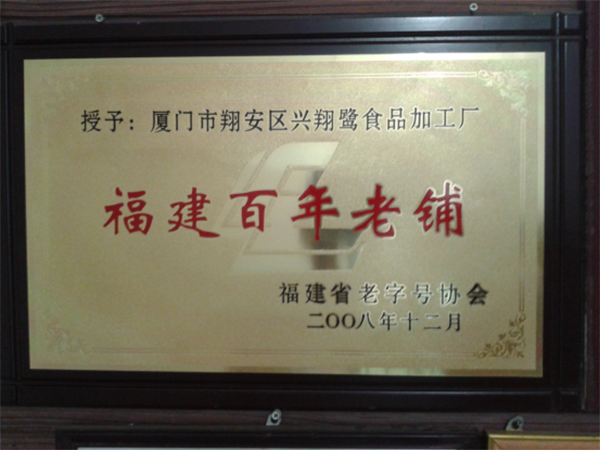 授予：厦门市翔安区兴翔鹭食品加工厂
福建百年老铺
福建省老字号协会
二〇〇八年十二月